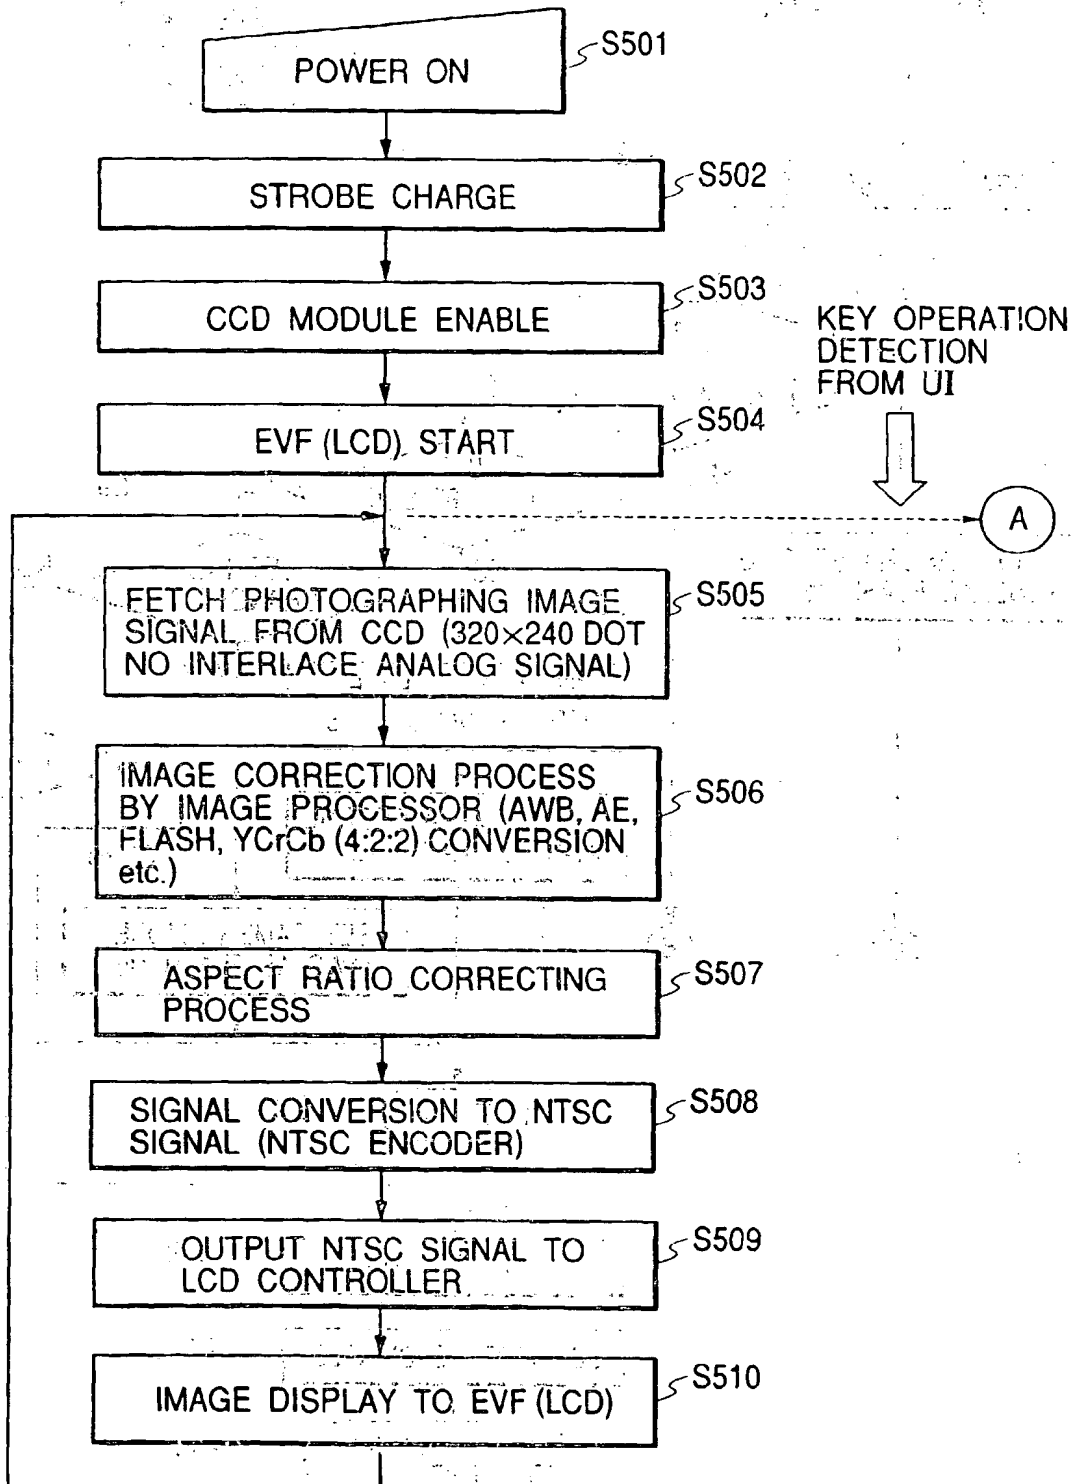 POWER ON
S501
STROBE CHARGE
S502
CCD MODULE ENABLE
S503
KEY OPERATION
DETECTION
FROM UI
EVF (LCD) START
S504
A
FETCH PHOTOGRAPHING IMAGE
SIGNAL FROM CCD (320×240 DOT
NO INTERLACE ANALOG SIGNAL)
S505
IMAGE CORRECTION PROCESS
BY IMAGE PROCESSOR (AWB, AE,
FLASH, YCrCb (4:2:2) CONVERSION
etc.)
S506
ASPECT RATIO CORRECTING
PROCESS
S507
SIGNAL CONVERSION TO NTSC
SIGNAL (NTSC ENCODER)
S508
OUTPUT NTSC SIGNAL TO
LCD CONTROLLER
S509
IMAGE DISPLAY TO EVF (LCD)
S510